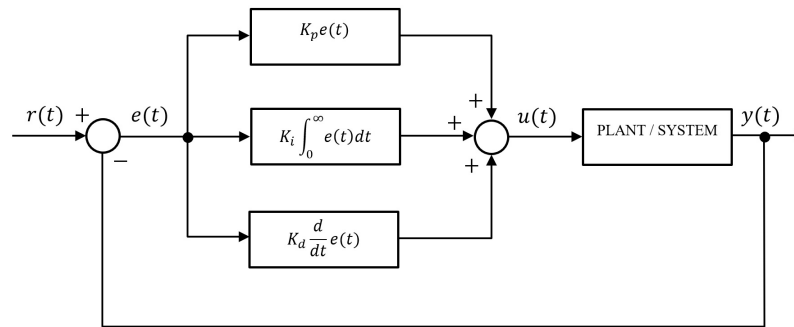 K_p e(t)
r(t) + e(t)
−
K_i ∫_0^∞ e(t)dt
+
+
+
u(t)
PLANT / SYSTEM
y(t)
K_d d/dt e(t)